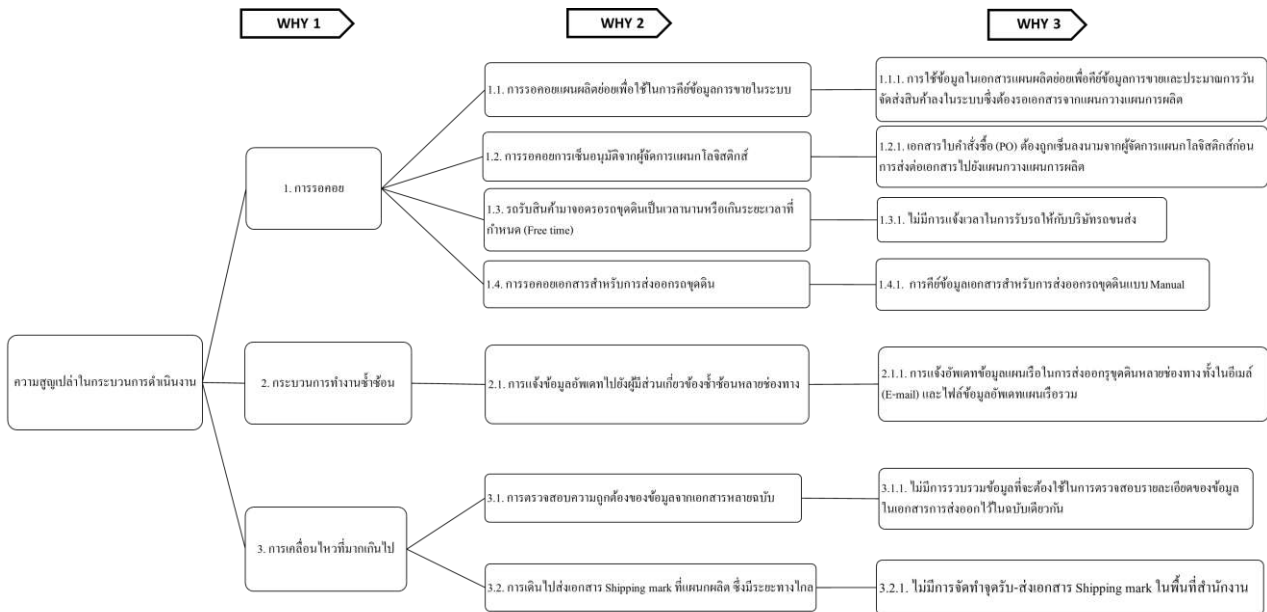 WHY 1
WHY 2
WHY 3
1.1. การรอคอยแผนผลิตย่อยเพื่อใช้ในการคีย์ข้อมูลการขายในระบบ
1.1.1. การใช้ข้อมูลในเอกสารแผนผลิตย่อยเพื่อคีย์ข้อมูลการขายและประมาณการวัน
จัดส่งสินค้าลงในระบบซึ่งต้องรอเอกสารจากแผนกวางแผนการผลิต
1. การรอคอย
1.2. การรอคอยการเซ็นอนุมัติจากผู้จัดการแผนกโลจิสติกส์
1.2.1. เอกสารใบคำสั่งซื้อ (PO) ต้องถูกเซ็นลงนามจากผู้จัดการแผนกโลจิสติกส์ก่อน
การส่งต่อเอกสารไปยังแผนกวางแผนการผลิต
1.3. รถรับสินค้ามาจอดรอรถขุดดินเป็นเวลานานหรือเกินระยะเวลาที่
กำหนด (Free time)
1.3.1. ไม่มีการแจ้งเวลาในการรับรถให้กับบริษัทรถขนส่ง
1.4. การรอคอยเอกสารสำหรับการส่งออกรถขุดดิน
1.4.1. การคีย์ข้อมูลเอกสารสำหรับการส่งออกรถขุดดินแบบ Manual
ความสูญเปล่าในกระบวนการดำเนินงาน
2. กระบวนการทำงานซ้ำซ้อน
2.1. การแจ้งข้อมูลอัพเดทไปยังผู้มีส่วนเกี่ยวข้องซ้ำซ้อนหลายช่องทาง
2.1.1. การแจ้งอัพเดทข้อมูลแผนเรือในการส่งออกรุขุดดินหลายช่องทาง ทั้งในอีเมล์
(E-mail) และไฟล์ข้อมูลอัพเดทแผนเรือรวม
3. การเคลื่อนไหวที่มากเกินไป
3.1. การตรวจสอบความถูกต้องของข้อมูลจากเอกสารหลายฉบับ
3.1.1. ไม่มีการรวบรวมข้อมูลที่จะต้องใช้ในการตรวจสอบรายละเอียดของข้อมูล
ในเอกสารการส่งออกไว้ในฉบับเดียวกัน
3.2. การเดินไปส่งเอกสาร Shipping mark ที่แผนกผลิต ซึ่งมีระยะทางไกล
3.2.1. ไม่มีการจัดทำจุดรับ-ส่งเอกสาร Shipping mark ในพื้นที่สำนักงาน